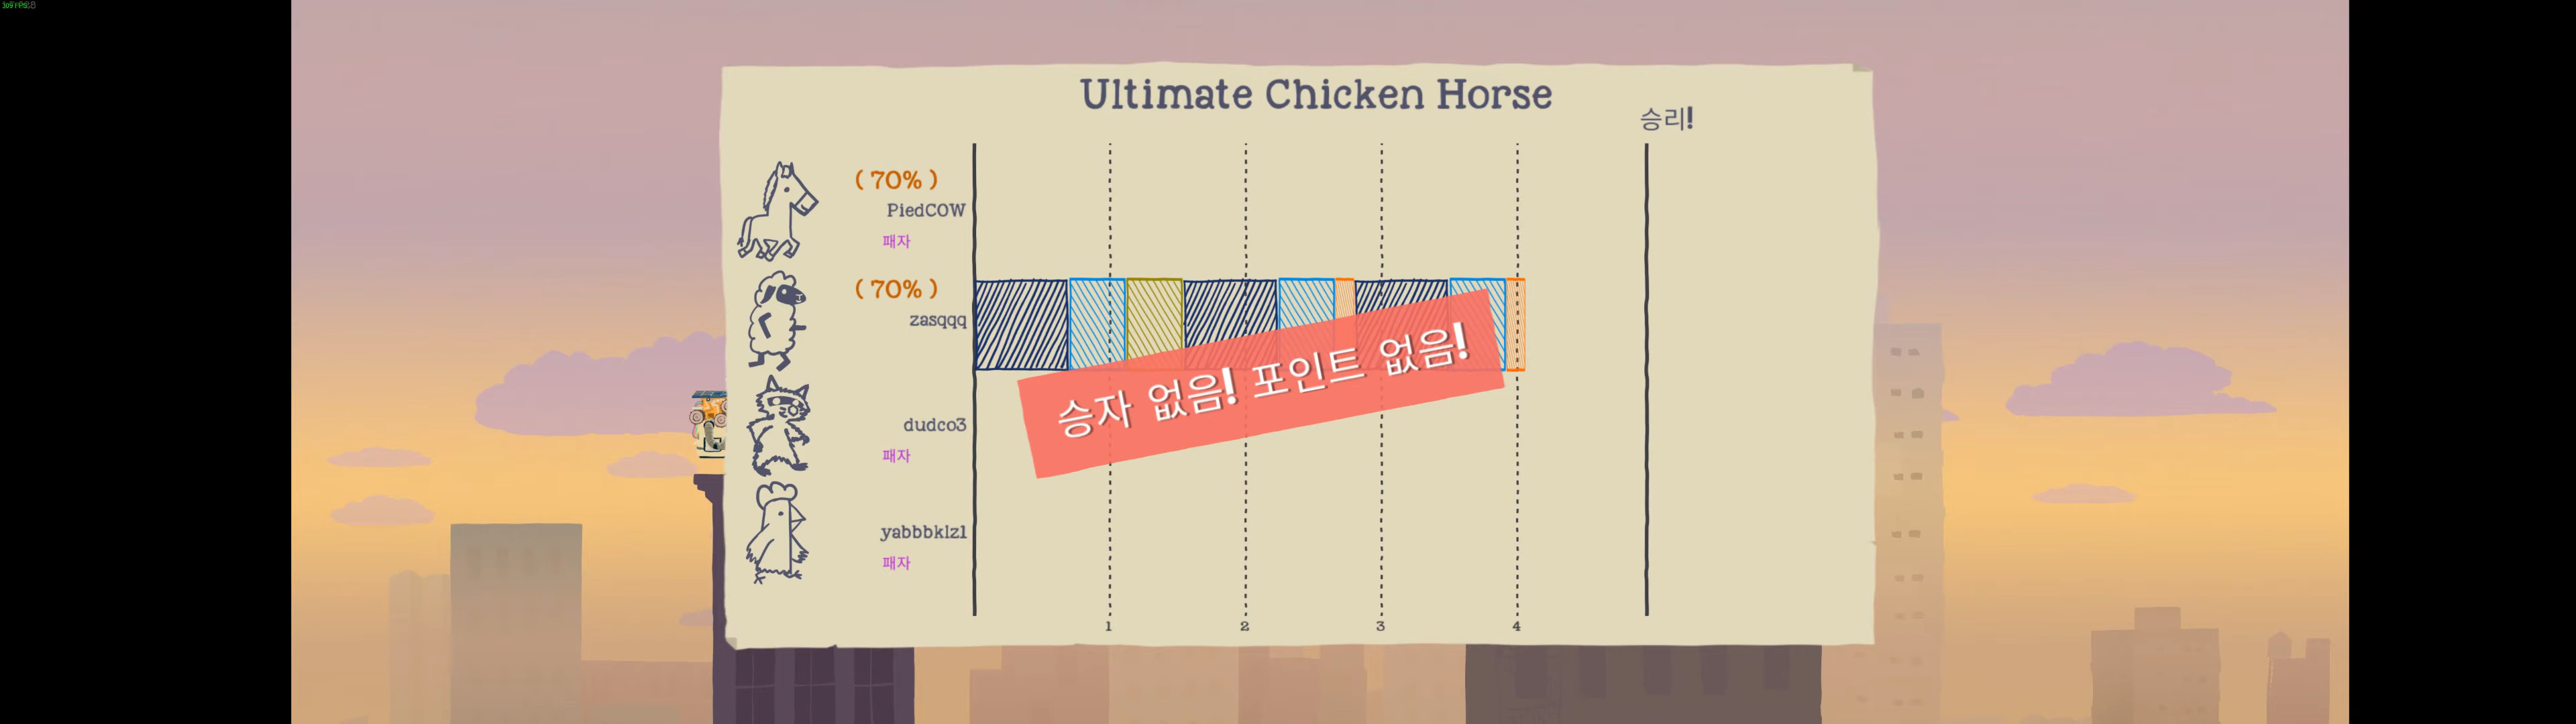 Ultimate Chicken Horse
승리!
( 70% )
PiedCOW
패자
( 70% )
zasqqq
승자 없음! 포인트 없음!
dudco3
패자
yabbbklzl
패자
1 2 3 4